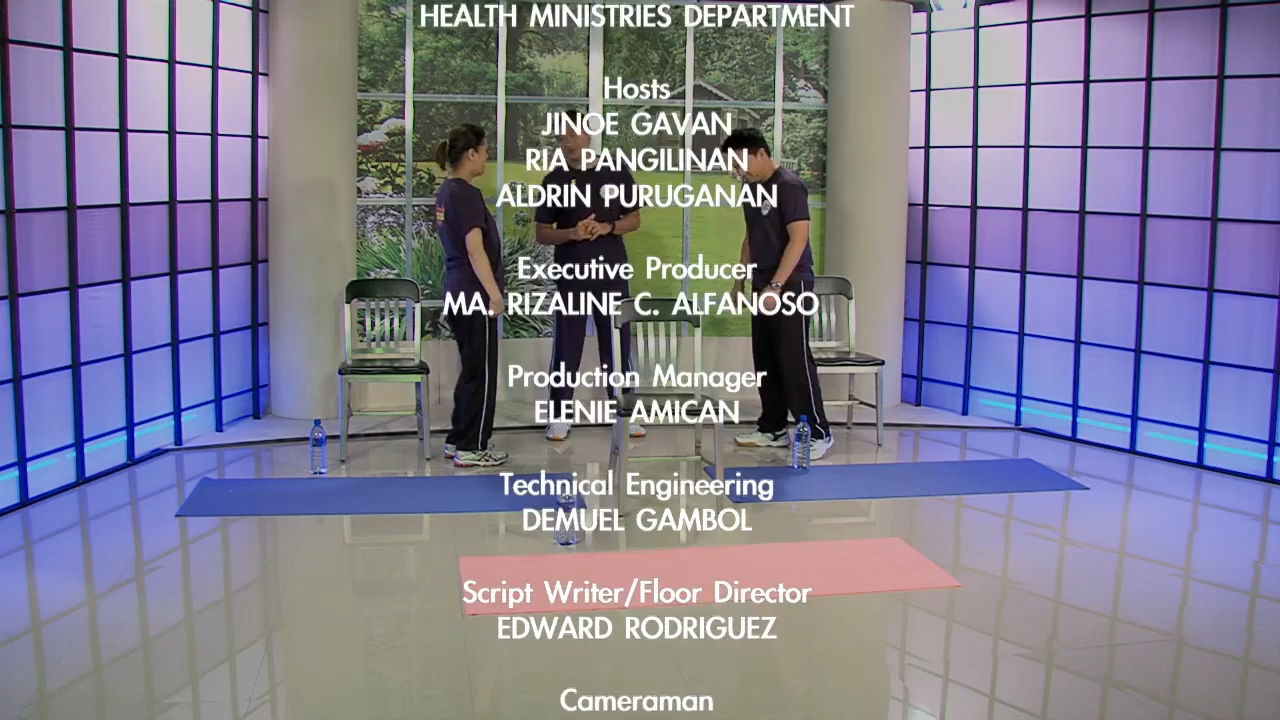 HEALTH MINISTRIES DEPARTMENT
Hosts
JINOE GAVAN
RIA PANGILINAN
ALDRIN PURUGANAN
Executive Producer
MA. RIZALINE C. ALFANOSO
Production Manager
ELENIE AMICAN
Technical Engineering
DEMUEL GAMBOL
Script Writer/Floor Director
EDWARD RODRIGUEZ
Cameraman